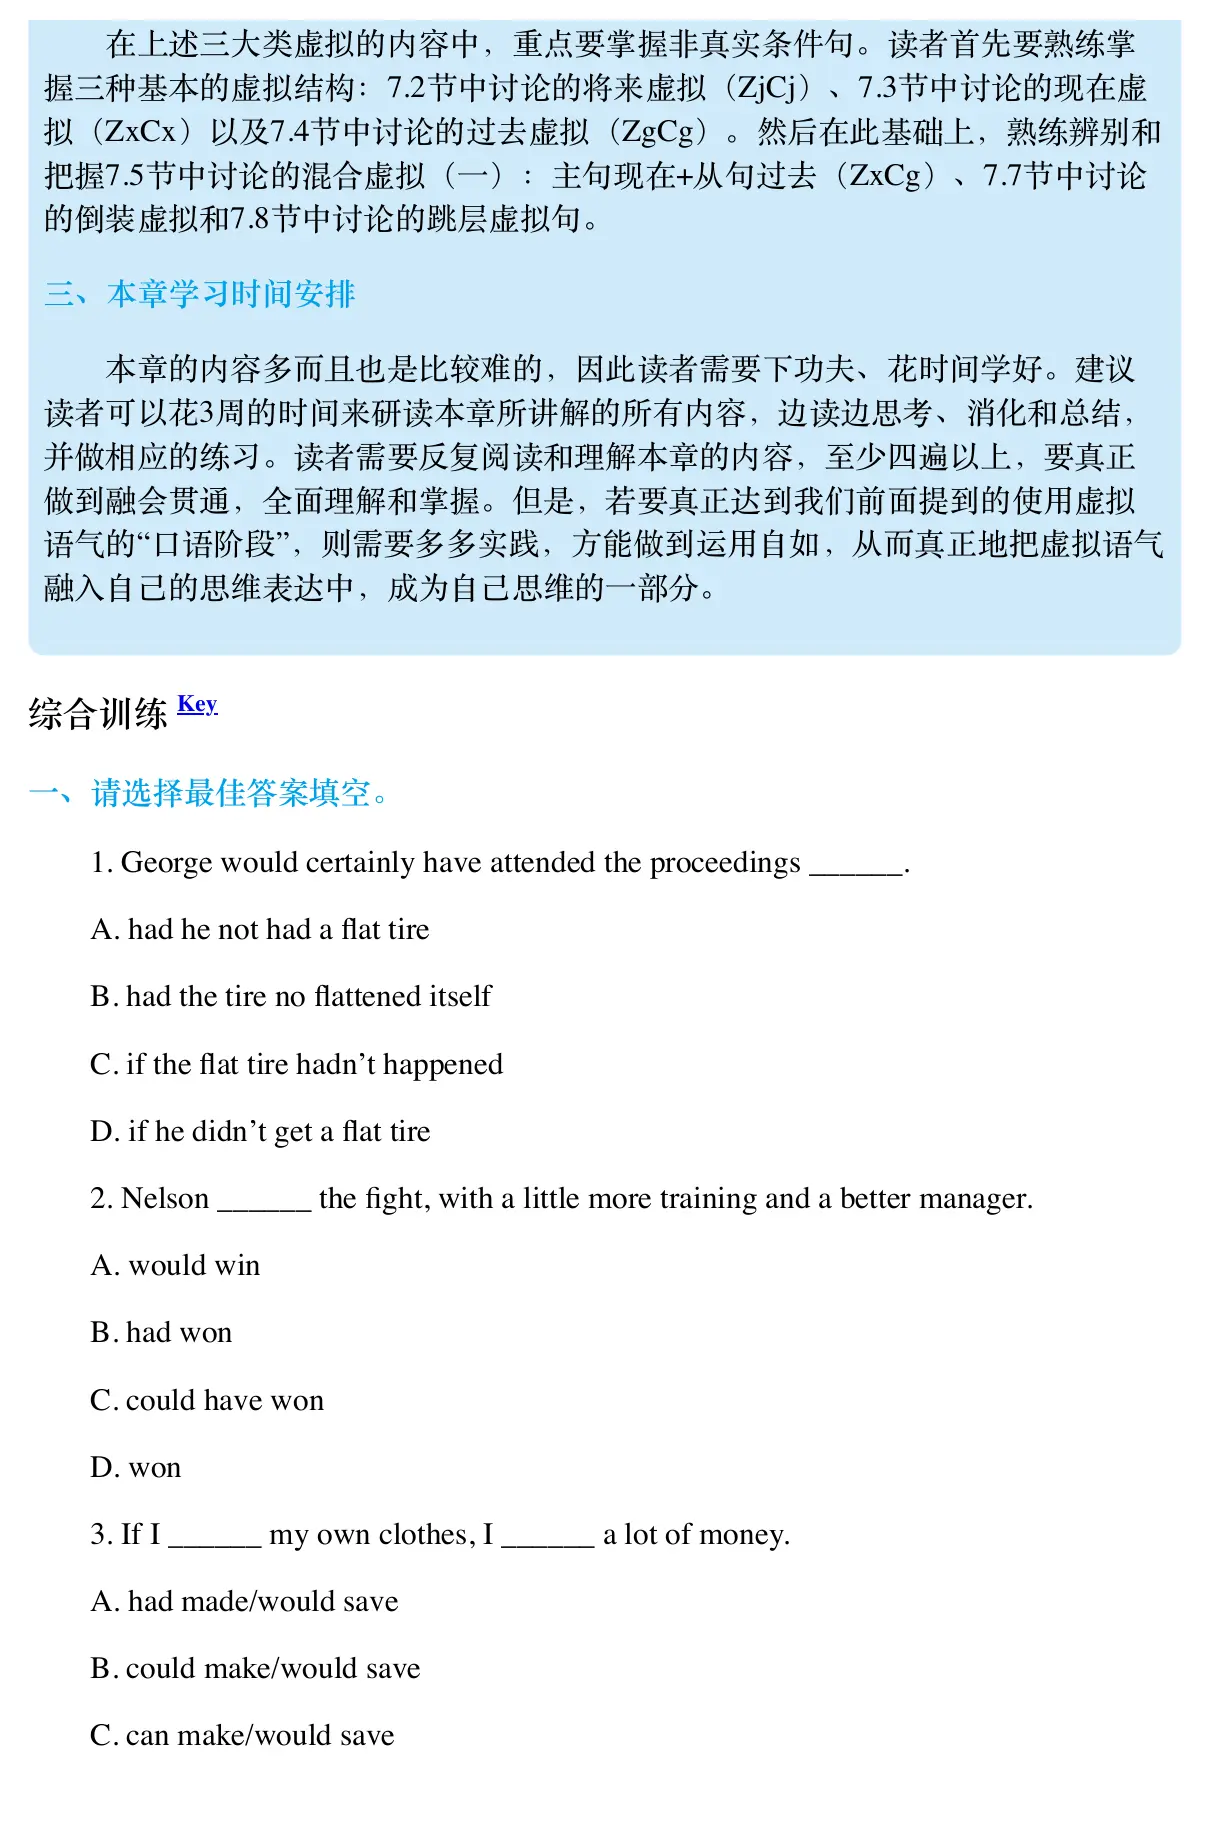 在上述三大类虚拟的内容中，重点要掌握非真实条件句。读者首先要熟练掌
握三种基本的虚拟结构：7.2节中讨论的将来虚拟（ZjCj）、7.3节中讨论的现在虚
拟（ZxCx）以及7.4节中讨论的过去虚拟（ZgCg）。然后在此基础上，熟练辨别和
把握7.5节中讨论的混合虚拟（一）：主句现在+从句过去（ZxCg）、7.7节中讨论
的倒装虚拟和7.8节中讨论的跳层虚拟句。
三、本章学习时间安排
本章的内容多而且也是比较难的，因此读者需要下功夫、花时间学好。建议
读者可以花3周的时间来研读本章所讲解的所有内容，边读边思考、消化和总结，
并做相应的练习。读者需要反复阅读和理解本章的内容，至少四遍以上，要真正
做到融会贯通，全面理解和掌握。但是，若要真正达到我们前面提到的使用虚拟
语气的“口语阶段”，则需要多多实践，方能做到运用自如，从而真正地把虚拟语气
融入自己的思维表达中，成为自己思维的一部分。
综合训练 Key
一、请选择最佳答案填空。
1. George would certainly have attended the proceedings ______.
A. had he not had a flat tire
B. had the tire no flattened itself
C. if the flat tire hadn’t happened
D. if he didn’t get a flat tire
2. Nelson ______ the fight, with a little more training and a better manager.
A. would win
B. had won
C. could have won
D. won
3. If I ______ my own clothes, I ______ a lot of money.
A. had made/would save
B. could make/would save
C. can make/would save